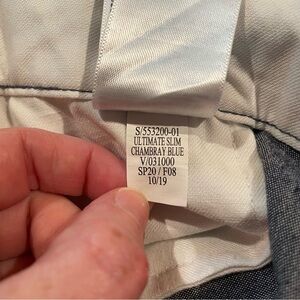 S/553200-01
ULTIMATE SLIM
CHAMBRAY BLUE
V/031000
SP20 / F08
10/19